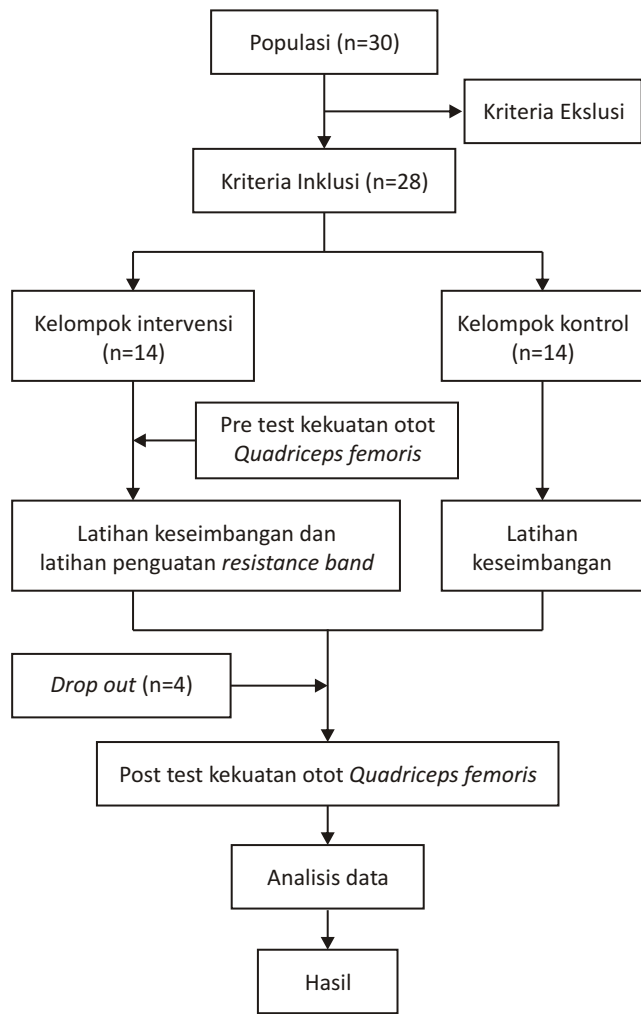 Populasi (n=30)
Kriteria Ekslusi
Kriteria Inklusi (n=28)
Kelompok intervensi
(n=14)
Kelompok kontrol
(n=14)
Pre test kekuatan otot
Quadriceps femoris
Latihan keseimbangan dan
latihan penguatan resistance band
Latihan
keseimbangan
Drop out (n=4)
Post test kekuatan otot Quadriceps femoris
Analisis data
Hasil